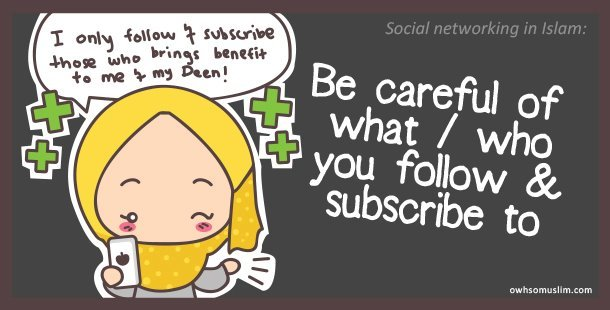 I only follow & subscribe
those who brings benefit
to me & my Deen!
Social networking in Islam:
Be careful of
what / who
you follow &
subscribe to
owhsomuslim.com